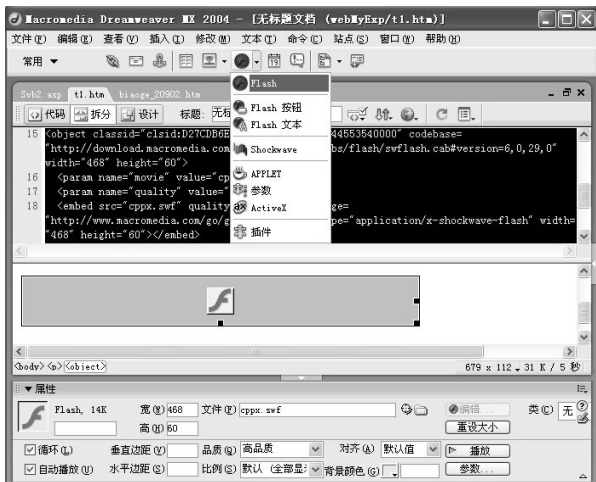 Macromedia Dreamweaver MX 2004 - [无标题文档 (webMyExp/t1.htm)]
文件(F) 编辑(E) 查看(V) 插入(I) 修改(M) 文本(T) 命令(C) 站点(S) 窗口(W) 帮助(H)
常用
Flash
Flash 按钮
Flash 文本
Shockwave
APPLET
参数
ActiveX
插件
Svb2.asp t1.htm biaoge_20902.htm
代码 拆分 设计 标题: 无标
15 <object classid="clsid:D27CDB6E 44553540000" codebase=
"http://download.macromedia.com bs/flash/swflash.cab#version=6,0,29,0"
width="468" height="60">
16 <param name="movie" value="cp
17 <param name="quality" value="
18 <embed src="cppx.swf" quality ge=
"http://www.macromedia.com/go/g pe="application/x-shockwave-flash" width=
"468" height="60"></embed>
<body> <p> <object> 679 x 112 31 K / 5 秒
属性
Flash, 14K 宽(W) 468 文件(F) cppx.swf 编辑... 类(C) 无
高(H) 60 重设大小
循环(L) 垂直边距(V) 品质(Q) 高品质 对齐(A) 默认值 播放
自动播放(U) 水平边距(S) 比例(S) 默认 (全部显 背景颜色(G) 参数...